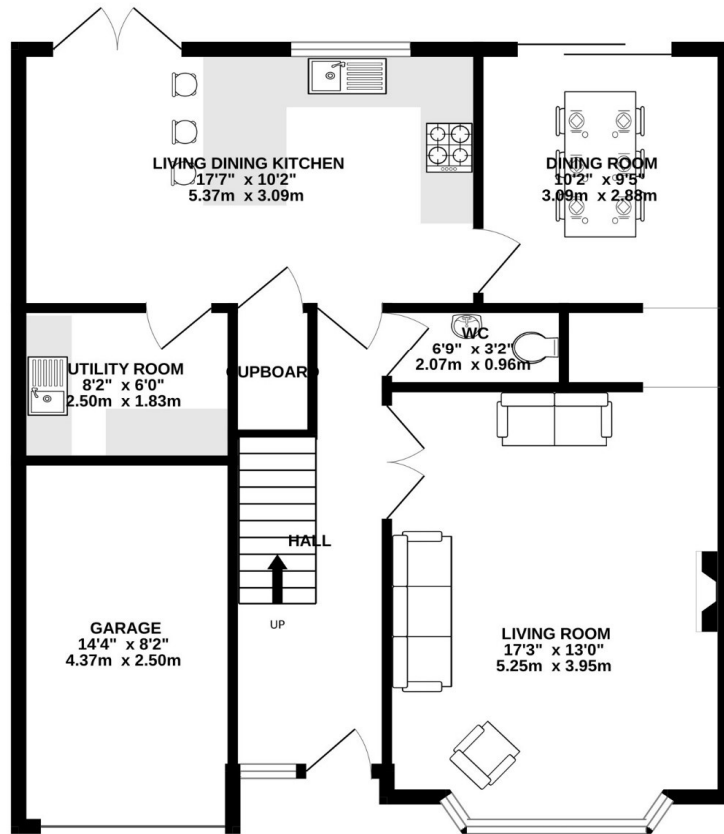 LIVING DINING KITCHEN
17'7" x 10'2"
5.37m x 3.09m
DINING ROOM
10'2" x 9'5"
3.09m x 2.88m
WC
6'9" x 3'2"
2.07m x 0.96m
UTILITY ROOM
8'2" x 6'0"
2.50m x 1.83m
CUPBOARD
HALL
UP
GARAGE
14'4" x 8'2"
4.37m x 2.50m
LIVING ROOM
17'3" x 13'0"
5.25m x 3.95m